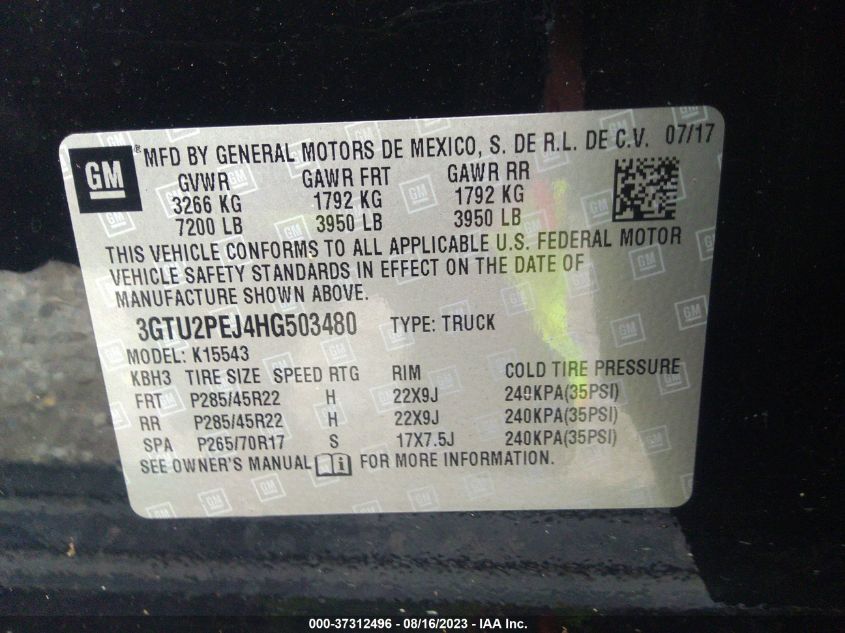 GM
MFD BY GENERAL MOTORS DE MEXICO, S. DE R.L. DE C.V. 07/17
GVWR GAWR FRT GAWR RR
3266 KG 1792 KG 1792 KG
7200 LB 3950 LB 3950 LB
THIS VEHICLE CONFORMS TO ALL APPLICABLE U.S. FEDERAL MOTOR
VEHICLE SAFETY STANDARDS IN EFFECT ON THE DATE OF
MANUFACTURE SHOWN ABOVE.
3GTU2PEJ4HG503480 TYPE: TRUCK
MODEL: K15543
KBH3 TIRE SIZE SPEED RTG RIM COLD TIRE PRESSURE
FRT P285/45R22 H 22X9J 240KPA(35PSI)
RR P285/45R22 H 22X9J 240KPA(35PSI)
SPA P265/70R17 S 17X7.5J 240KPA(35PSI)
SEE OWNER'S MANUAL FOR MORE INFORMATION.
000-37312496 - 08/16/2023 - IAA Inc.